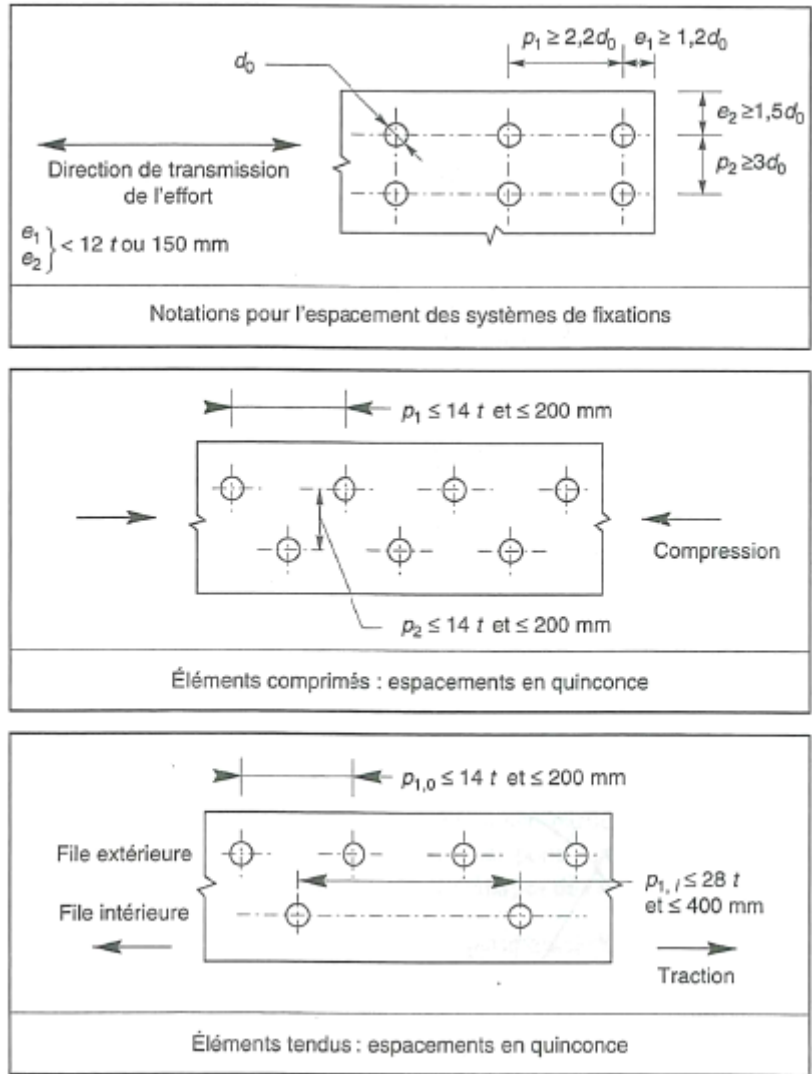 p₁ ≥ 2,2d₀ e₁ ≥ 1,2d₀
d₀
e₂ ≥1,5d₀
Direction de transmission
de l'effort
p₂ ≥3d₀
e₁
e₂ } < 12 t ou 150 mm
Notations pour l'espacement des systèmes de fixations
p₁ ≤ 14 t et ≤ 200 mm
Compression
p₂ ≤ 14 t et ≤ 200 mm
Éléments comprimés : espacements en quinconce
p₁,₀ ≤ 14 t et ≤ 200 mm
File extérieure
p₁, ᵢ ≤ 28 t
et ≤ 400 mm
File intérieure
Traction
Éléments tendus : espacements en quinconce